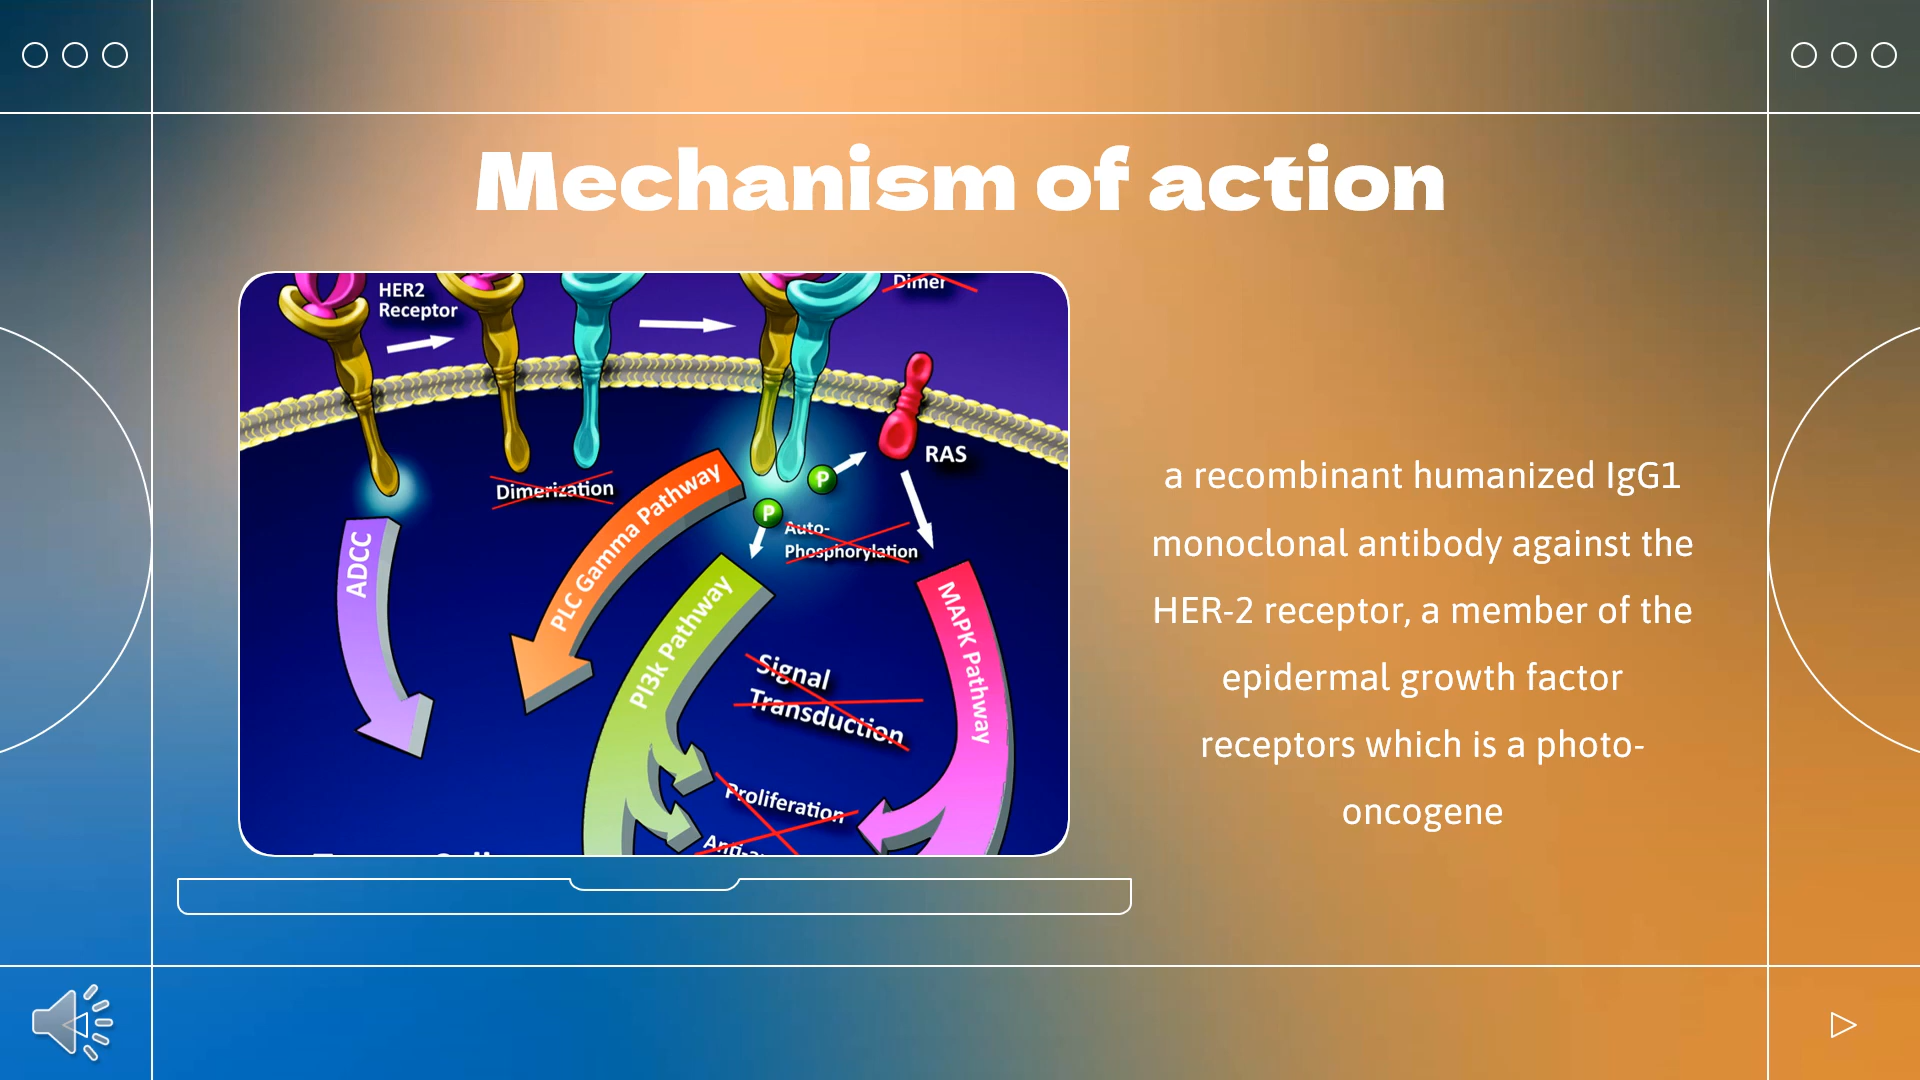 Mechanism of action
HER2
Receptor
Dimer
RAS
Dimerization
P
P
Auto-
Phosphorylation
ADCC
PLC Gamma Pathway
PI3k Pathway
MAPK Pathway
Signal
Transduction
Proliferation
a recombinant humanized IgG1
monoclonal antibody against the
HER-2 receptor, a member of the
epidermal growth factor
receptors which is a photo-
oncogene